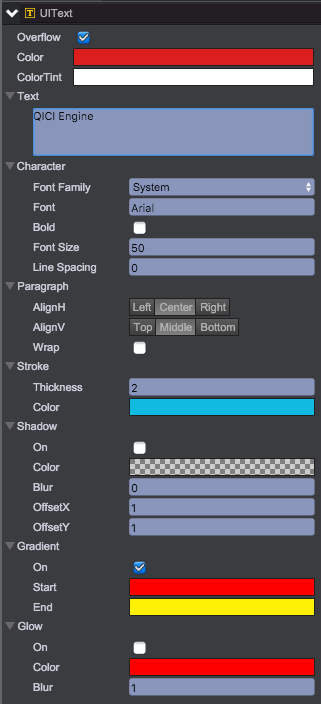 UIText
Overflow
Color
ColorTint
Text
QICI Engine
Character
Font Family System
Font Arial
Bold
Font Size 50
Line Spacing 0
Paragraph
AlignH Left Center Right
AlignV Top Middle Bottom
Wrap
Stroke
Thickness 2
Color
Shadow
On
Color
Blur 0
OffsetX 1
OffsetY 1
Gradient
On
Start
End
Glow
On
Color
Blur 1